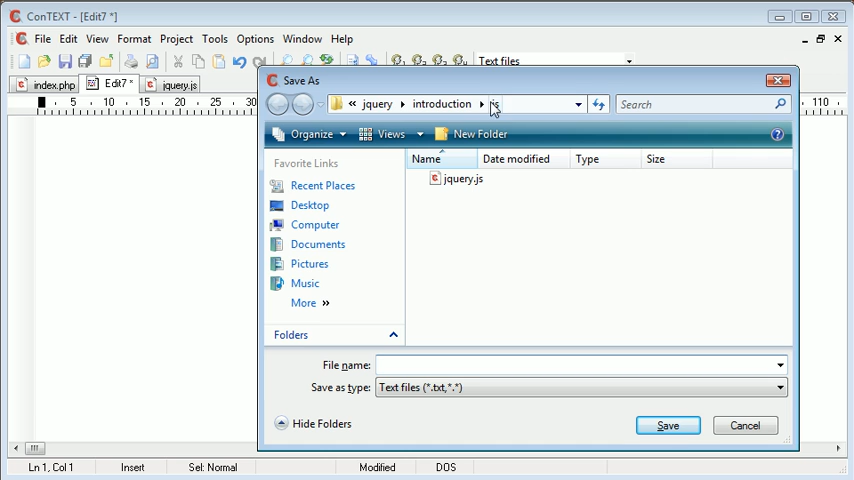 ConTEXT - [Edit7 *]
File Edit View Format Project Tools Options Window Help
Text files
index.php Edit7 * jquery.js
0 5 10 15 20 25 30 110
Save As
« jquery introduction js
Search
Organize Views New Folder
Favorite Links
Recent Places
Desktop
Computer
Documents
Pictures
Music
More »
Folders
Name Date modified Type Size
jquery.js
File name:
Save as type: Text files (*.txt,*.*)
Hide Folders
Save Cancel
Ln 1, Col 1 Insert Sel: Normal Modified DOS